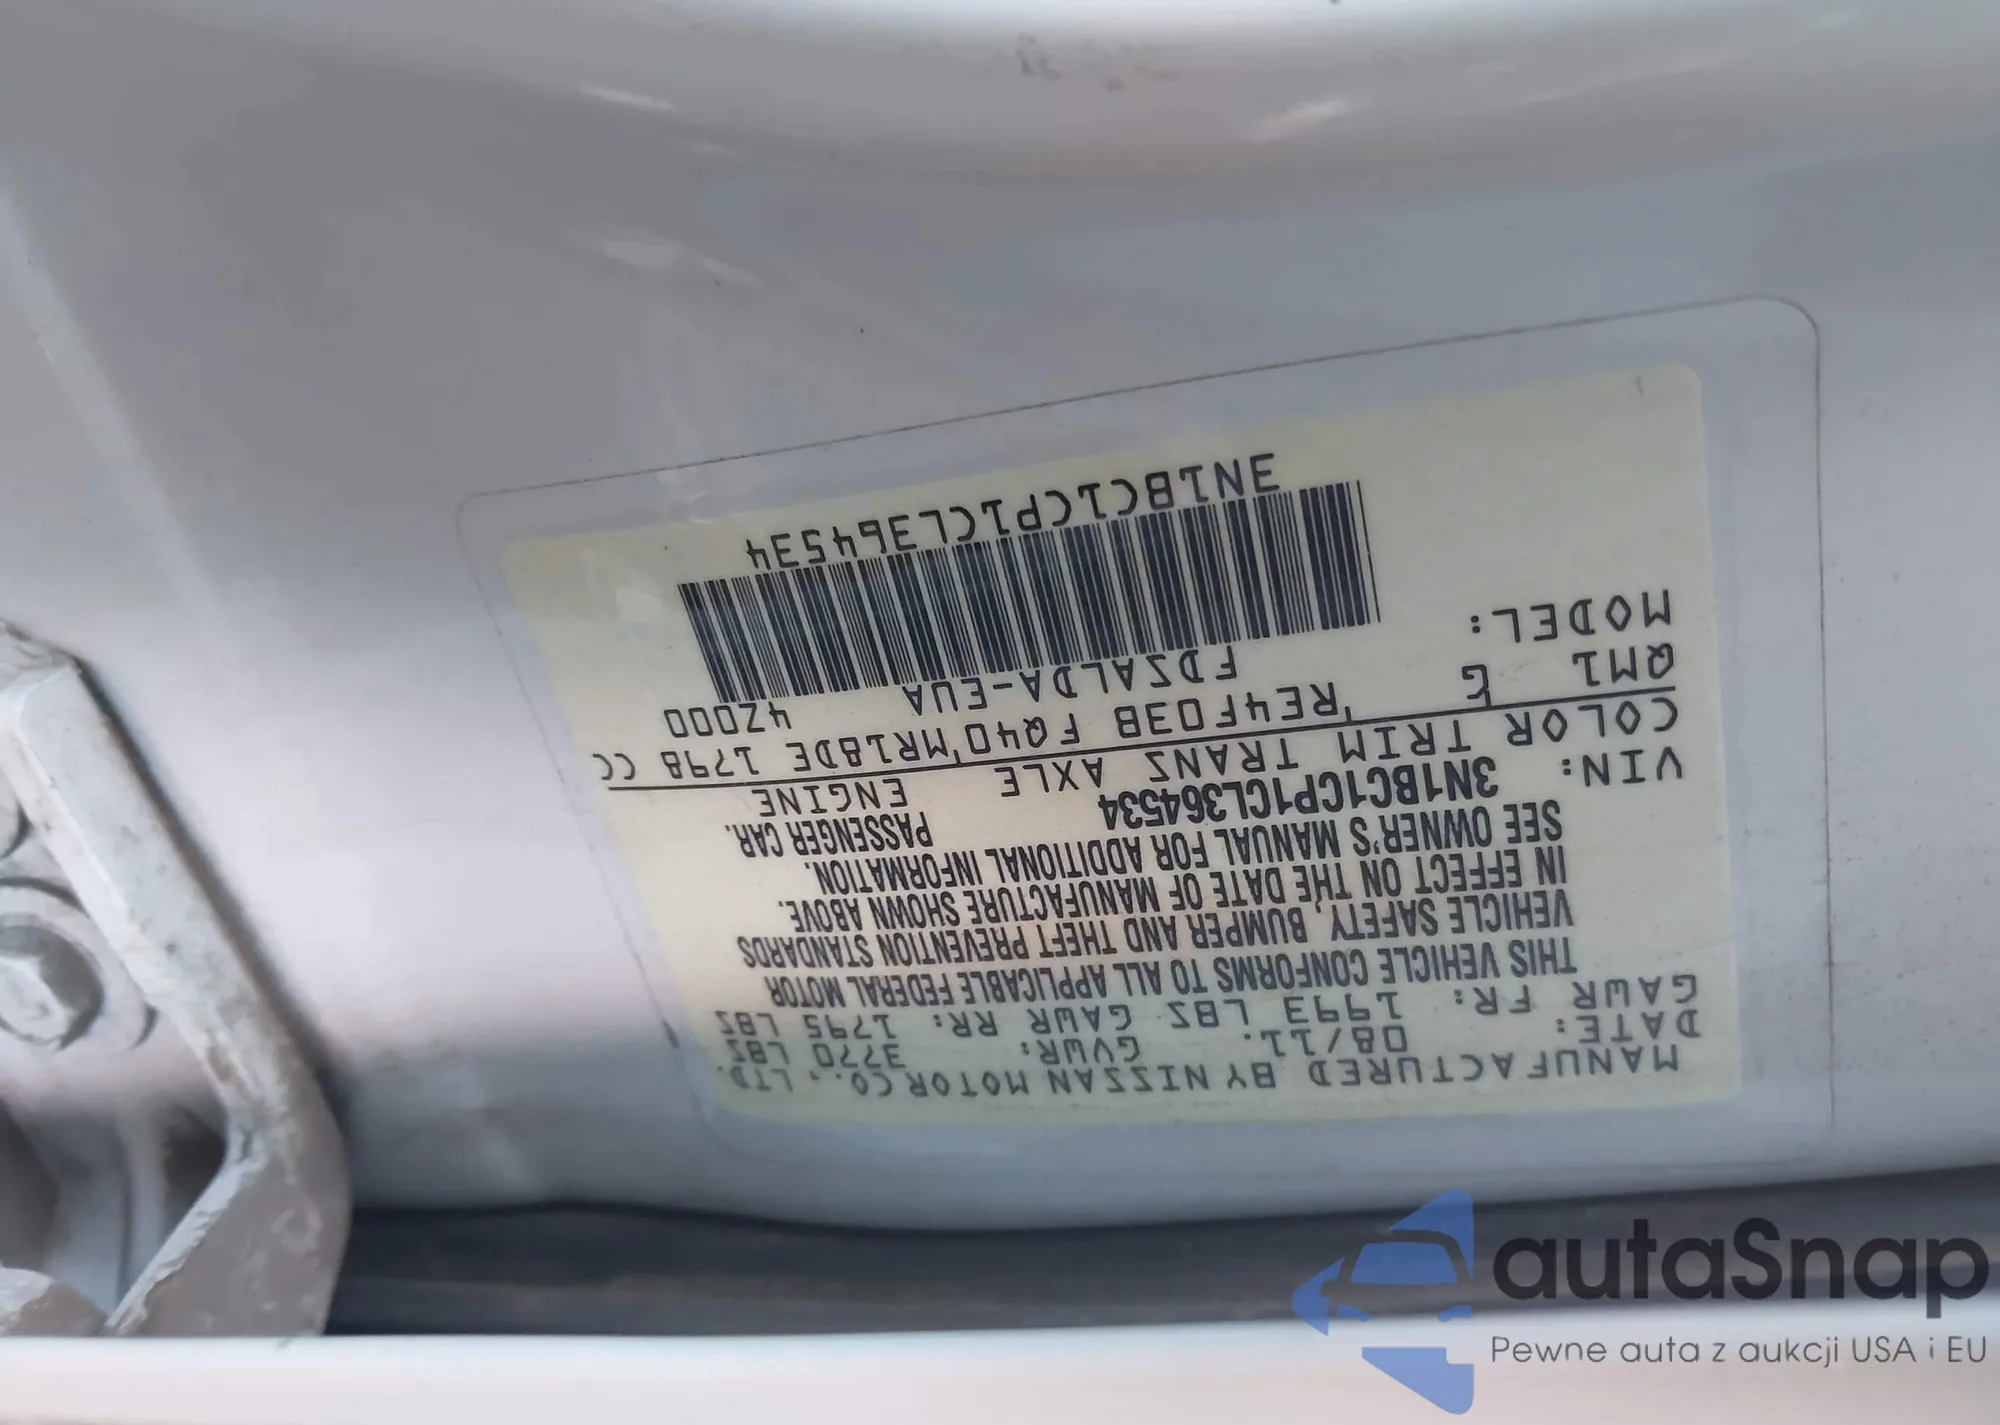 MANUFACTURED BY NISSAN MOTOR CO., LTD.
DATE: 08/11. GVWR: 3770 LBS
GAWR FR: 1993 LBS GAWR RR: 1795 LBS
THIS VEHICLE CONFORMS TO ALL APPLICABLE FEDERAL MOTOR
VEHICLE SAFETY, BUMPER AND THEFT PREVENTION STANDARDS
IN EFFECT ON THE DATE OF MANUFACTURE SHOWN ABOVE.
SEE OWNER'S MANUAL FOR ADDITIONAL INFORMATION.
VIN: 3N1BC1CP1CL364534 PASSENGER CAR.
COLOR TRIM TRANS AXLE ENGINE
QM1 G RE4F03B FQ40 MR18DE 1798 CC
MODEL: FDSALDA-EUA 4Z000
3N1BC1CP1CL364534
autaSnap
Pewne auta z aukcji USA i EU